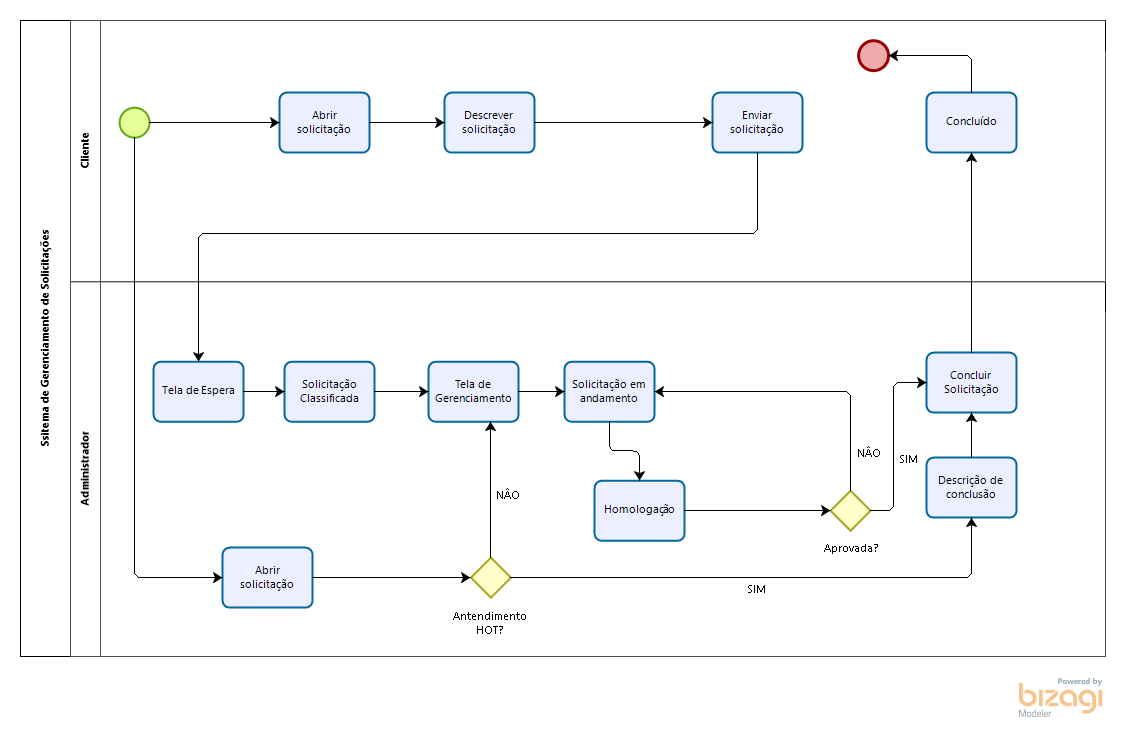 Ssitema de Gerenciamento de Solicitações
Cliente
Abrir
solicitação
Descrever
solicitação
Enviar
solicitação
Concluído
Administrador
Tela de Espera
Solicitação
Classificada
Tela de
Gerenciamento
Solicitação em
andamento
Concluir
Solicitação
NÃO
SIM
Descrição de
conclusão
NÃO
Homologação
Aprovada?
Abrir
solicitação
SIM
Antendimento
HOT?
Powered by
bizagi
Modeler